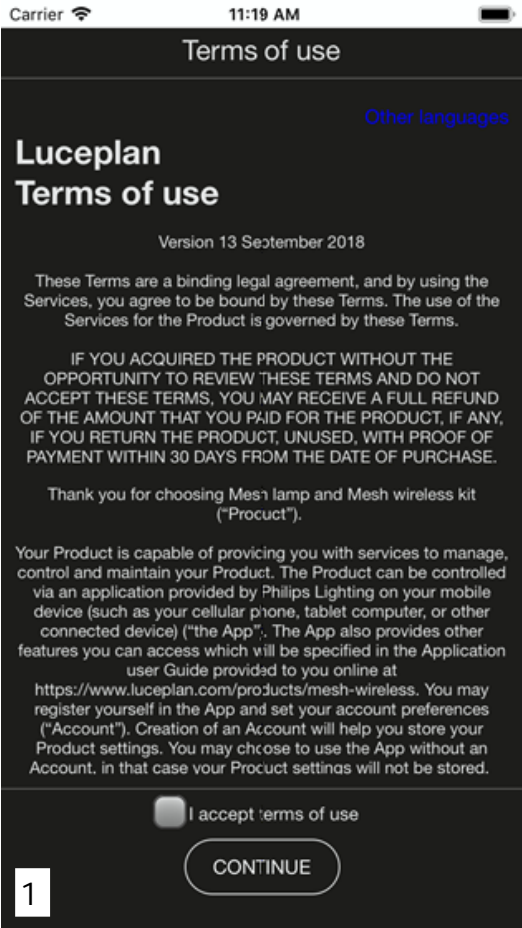 Carrier 11:19 AM
Terms of use
Other languages
Luceplan
Terms of use
Version 13 September 2018
These Terms are a binding legal agreement, and by using the
Services, you agree to be bound by these Terms. The use of the
Services for the Product is governed by these Terms.
IF YOU ACQUIRED THE PRODUCT WITHOUT THE
OPPORTUNITY TO REVIEW THESE TERMS AND DO NOT
ACCEPT THESE TERMS, YOU MAY RECEIVE A FULL REFUND
OF THE AMOUNT THAT YOU PAID FOR THE PRODUCT, IF ANY,
IF YOU RETURN THE PRODUCT, UNUSED, WITH PROOF OF
PAYMENT WITHIN 30 DAYS FROM THE DATE OF PURCHASE.
Thank you for choosing Mesh lamp and Mesh wireless kit
(“Product”).
Your Product is capable of providing you with services to manage,
control and maintain your Product. The Product can be controlled
via an application provided by Philips Lighting on your mobile
device (such as your cellular phone, tablet computer, or other
connected device) (“the App”). The App also provides other
features you can access which will be specified in the Application
user Guide provided to you online at
https://www.luceplan.com/products/mesh-wireless. You may
register yourself in the App and set your account preferences
(“Account”). Creation of an Account will help you store your
Product settings. You may choose to use the App without an
Account, in that case your Product settings will not be stored.
I accept terms of use
CONTINUE
1